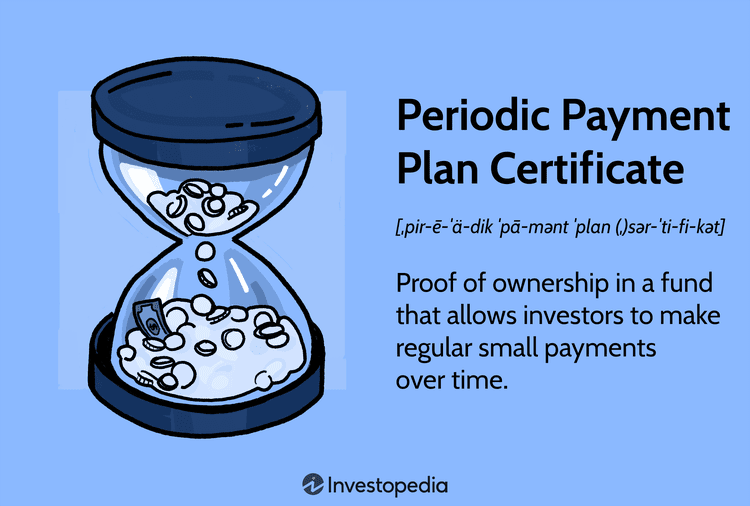 Periodic Payment
Plan Certificate
[ˌpir-ē-ˈä-dik ˈpā-mənt ˈplan (ˌ)sər-ˈti-fi-kət]
Proof of ownership in a fund
that allows investors to make
regular small payments
over time.
Investopedia